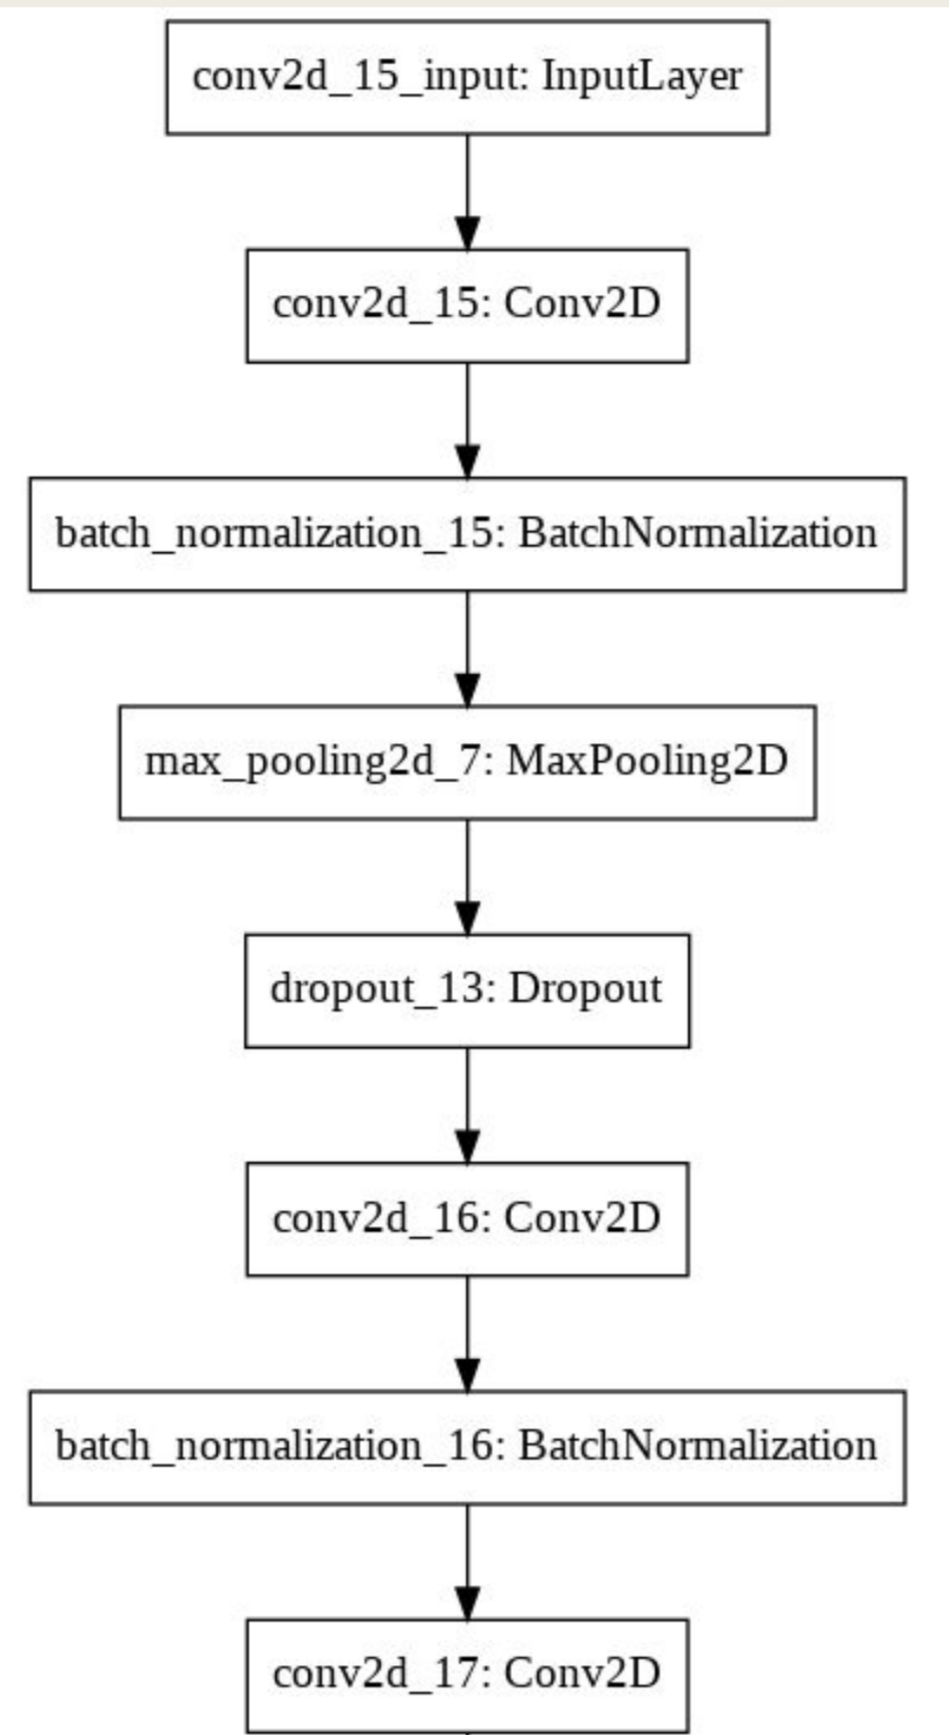 conv2d_15_input: InputLayer
conv2d_15: Conv2D
batch_normalization_15: BatchNormalization
max_pooling2d_7: MaxPooling2D
dropout_13: Dropout
conv2d_16: Conv2D
batch_normalization_16: BatchNormalization
conv2d_17: Conv2D